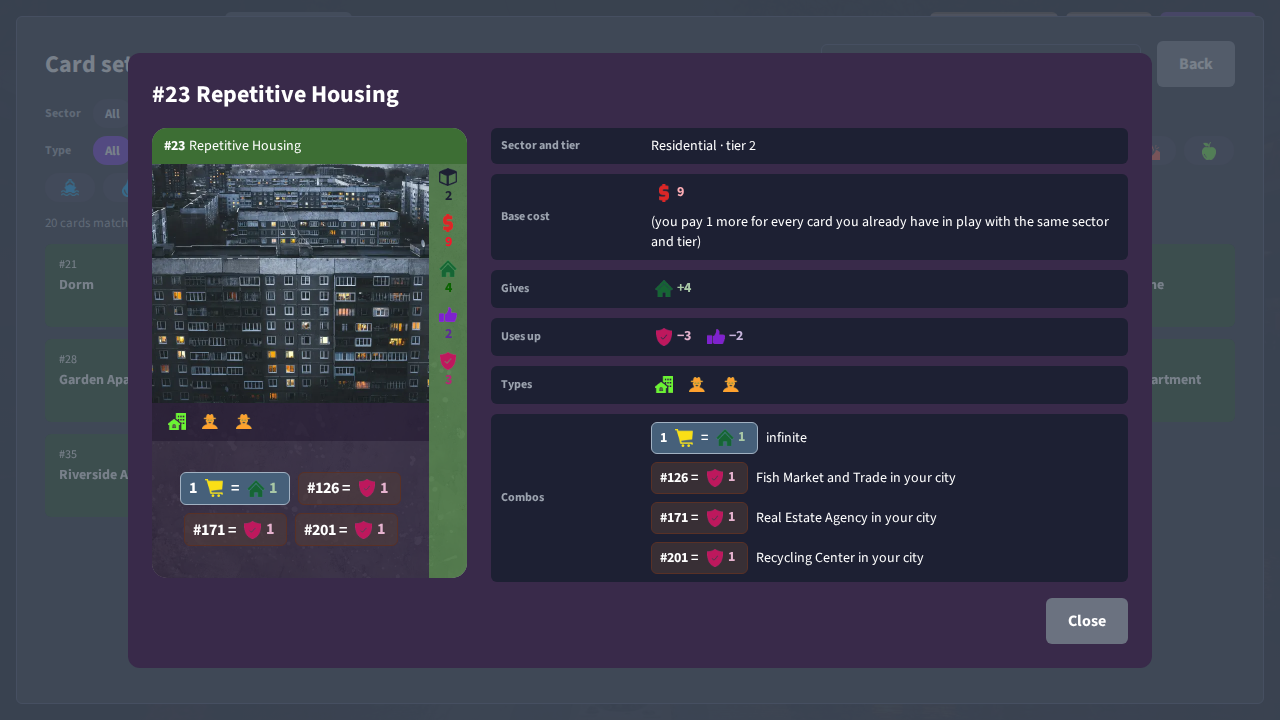 Card set
Back
Sector
All
Type
All
20 cards match
#21
Dorm
#28
Garden Apa
#35
Riverside A
me
artment
#23 Repetitive Housing
#23 Repetitive Housing
2
9
4
2
3
1 = 1
#126 = 1
#171 = 1
#201 = 1
Sector and tier
Residential · tier 2
Base cost
9
(you pay 1 more for every card you already have in play with the same sector
and tier)
Gives
+4
Uses up
−3 −2
Types
Combos
1 = 1 infinite
#126 = 1 Fish Market and Trade in your city
#171 = 1 Real Estate Agency in your city
#201 = 1 Recycling Center in your city
Close